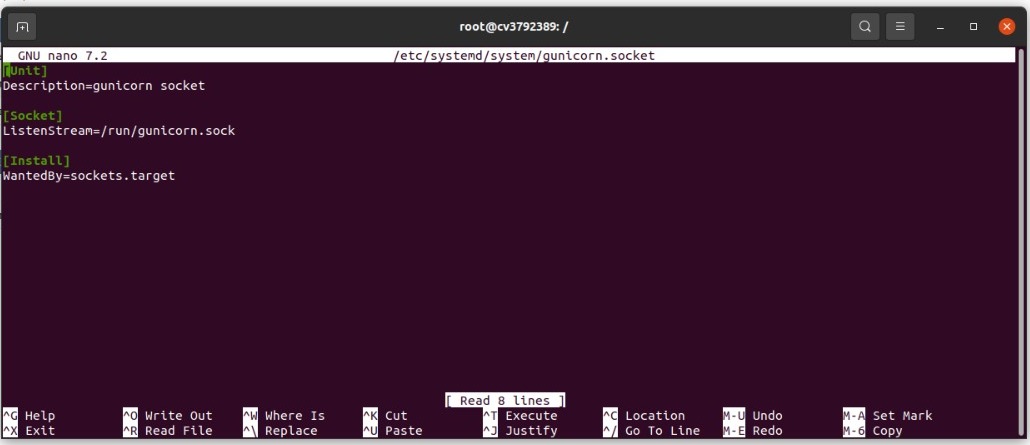 root@cv3792389: /
GNU nano 7.2 /etc/systemd/system/gunicorn.socket
[Unit]
Description=gunicorn socket
[Socket]
ListenStream=/run/gunicorn.sock
[Install]
WantedBy=sockets.target
[ Read 8 lines ]
^G Help ^O Write Out ^W Where Is ^K Cut ^T Execute ^C Location M-U Undo M-A Set Mark
^X Exit ^R Read File ^\ Replace ^U Paste ^J Justify ^/ Go To Line M-E Redo M-6 Copy